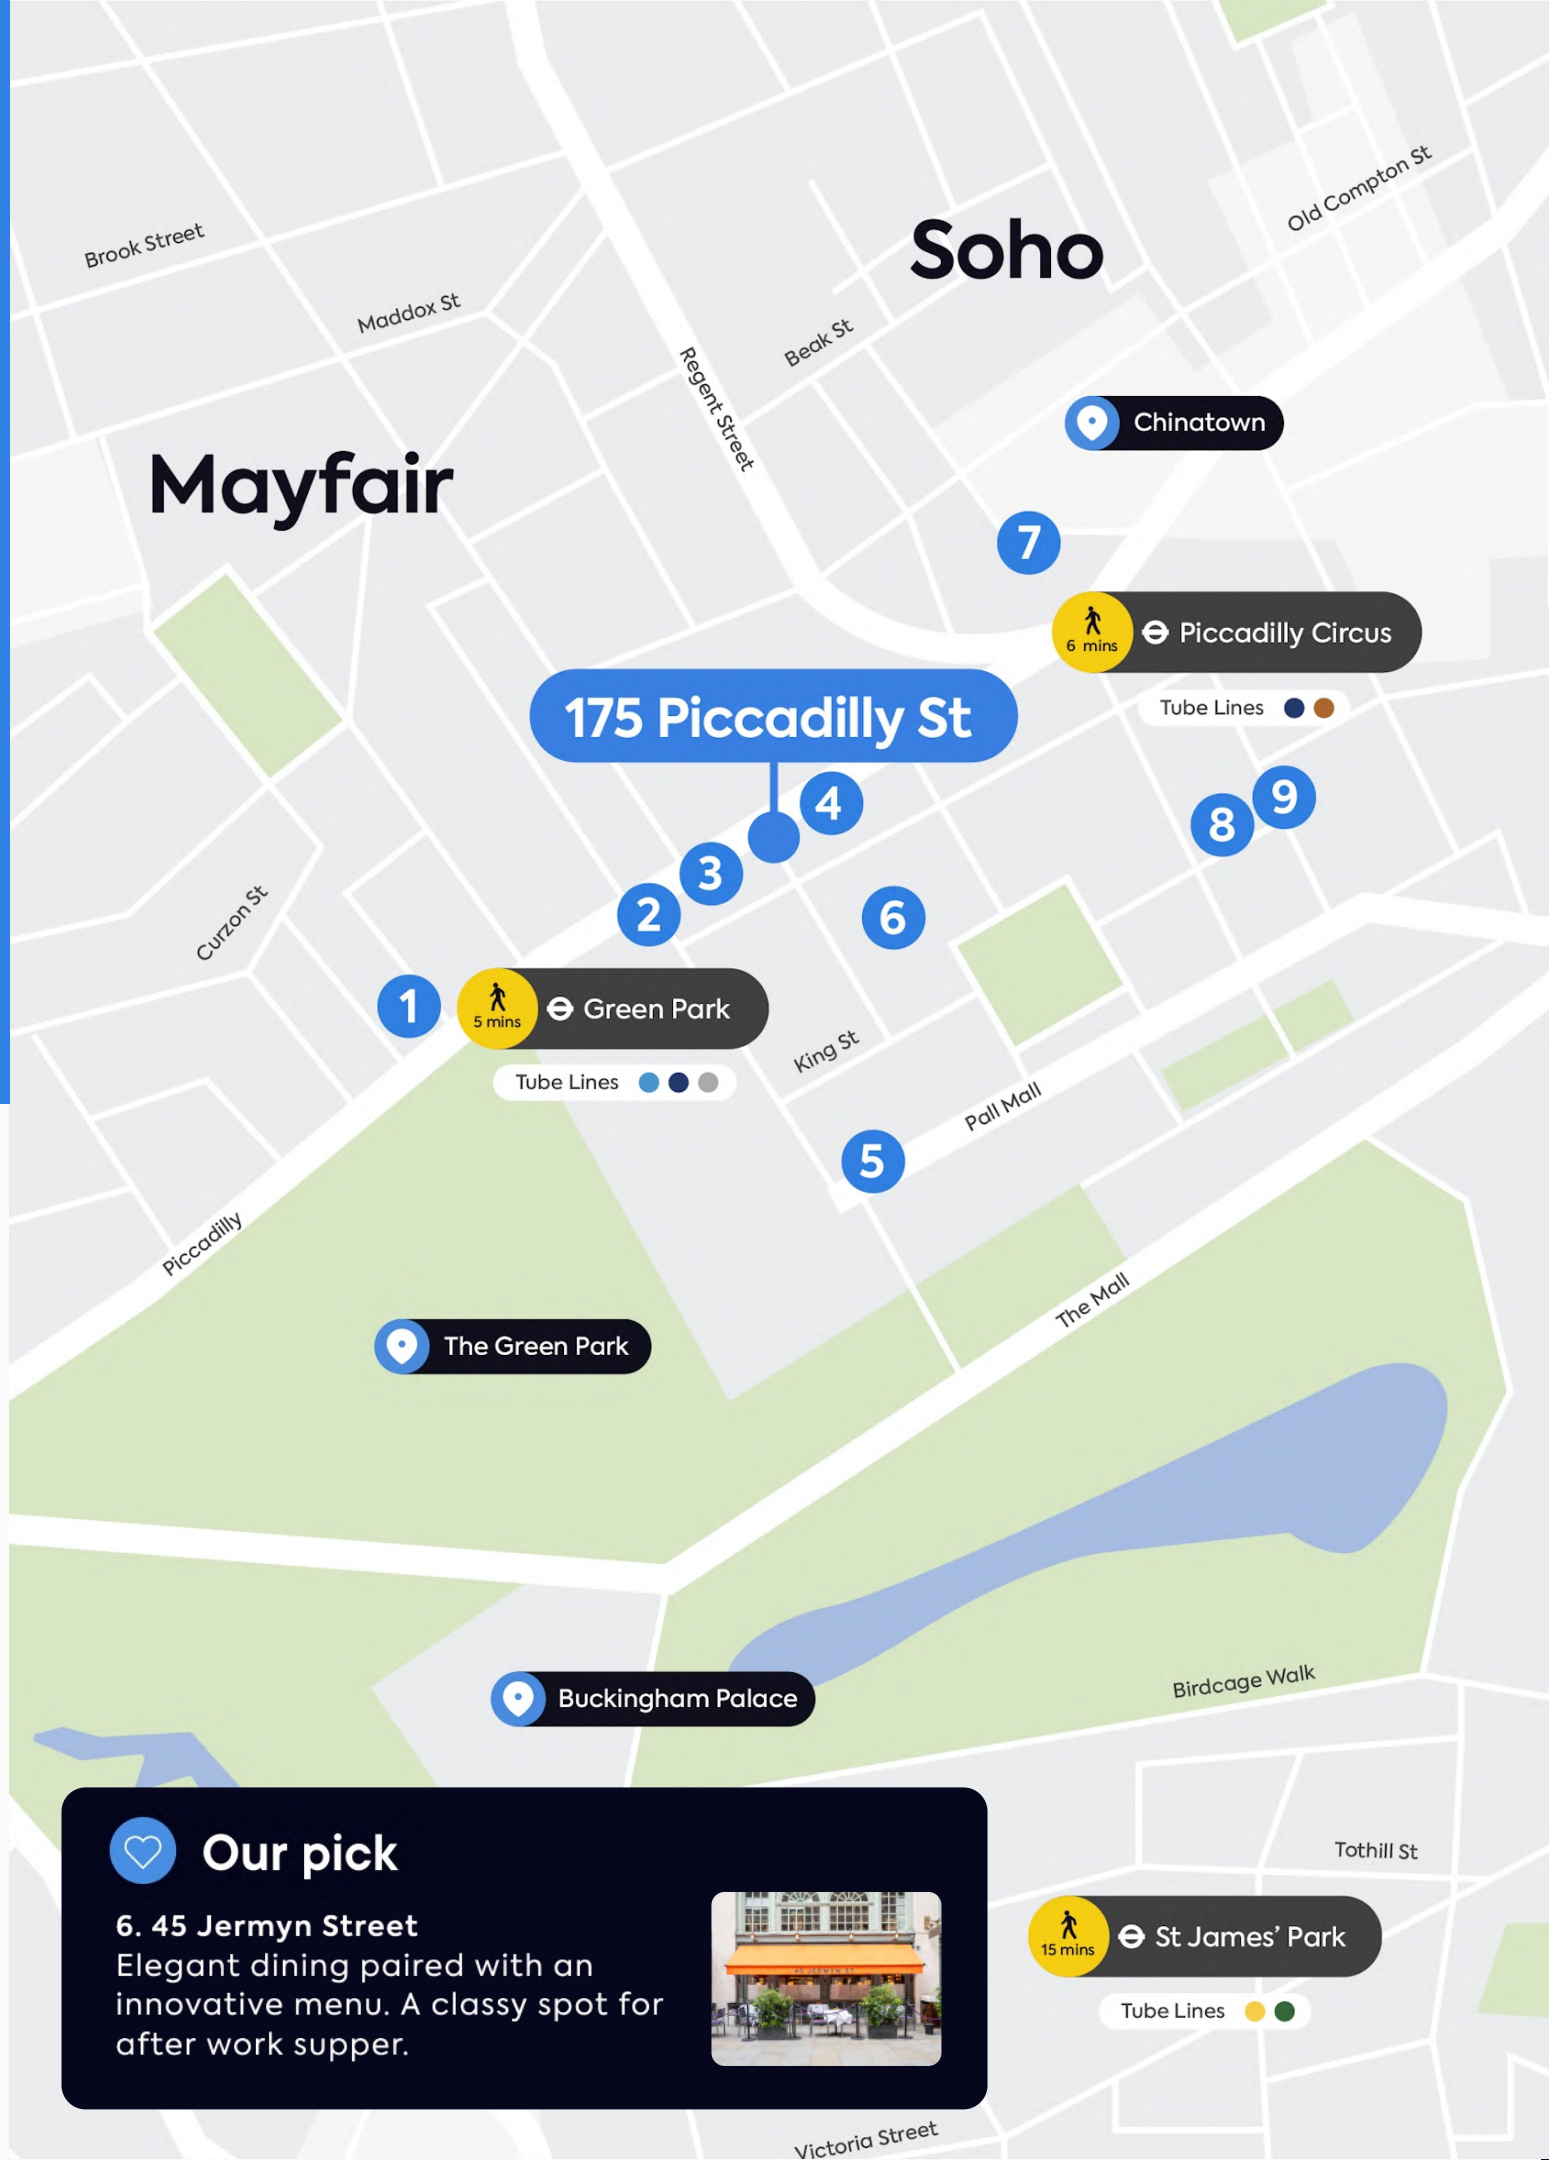 Old Compton St
Soho
Brook Street
Maddox St
Beak St
Regent Street
Chinatown
Mayfair
7
6 mins
Piccadilly Circus
Tube Lines
175 Piccadilly St
4
9
8
3
2
6
Curzon St
1
5 mins
Green Park
Tube Lines
King St
Pall Mall
5
Piccadilly
The Mall
The Green Park
Birdcage Walk
Buckingham Palace
Our pick
6. 45 Jermyn Street
Elegant dining paired with an
innovative menu. A classy spot for
after work supper.
45 JERMYN ST.
Tothill St
15 mins
St James’ Park
Tube Lines
Victoria Street